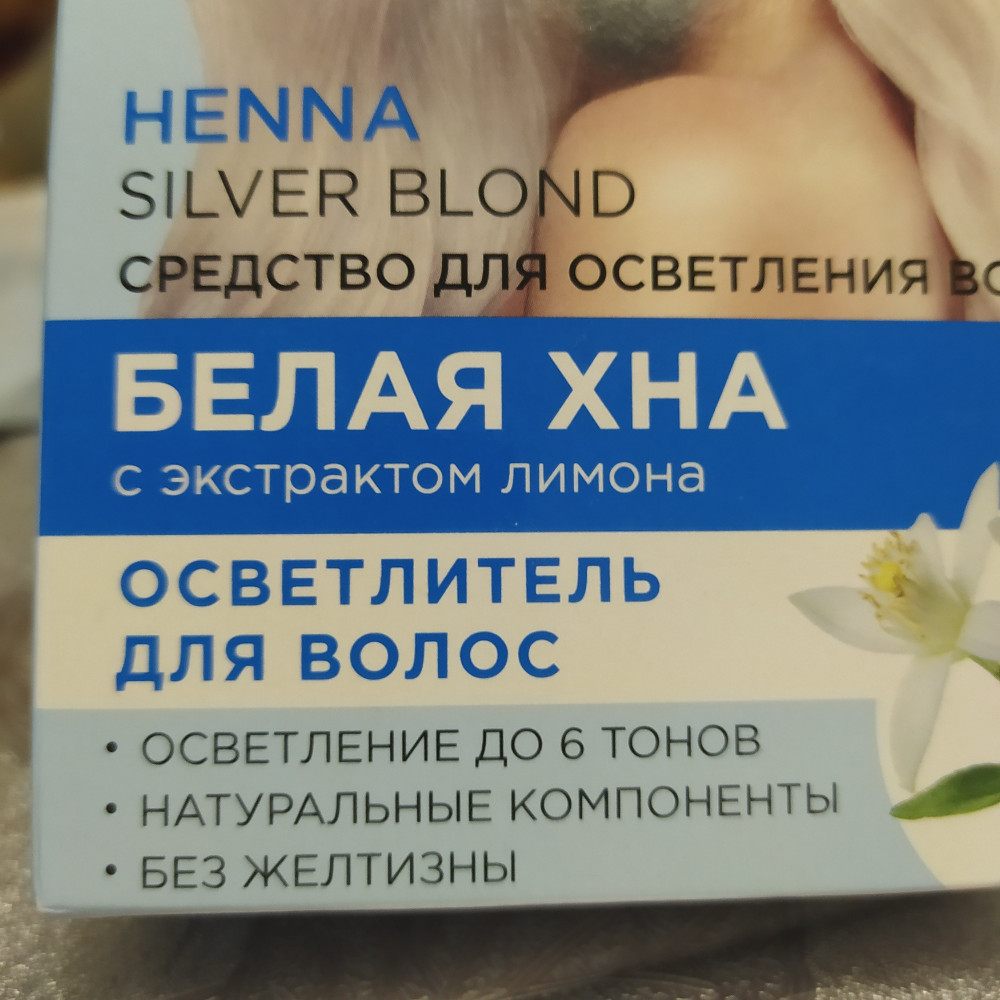 HENNA
SILVER BLOND
СРЕДСТВО ДЛЯ ОСВЕТЛЕНИЯ
БЕЛАЯ ХНА
с экстрактом лимона
ОСВЕТЛИТЕЛЬ
ДЛЯ ВОЛОС
• ОСВЕТЛЕНИЕ ДО 6 ТОНОВ
• НАТУРАЛЬНЫЕ КОМПОНЕНТЫ
• БЕЗ ЖЕЛТИЗНЫ